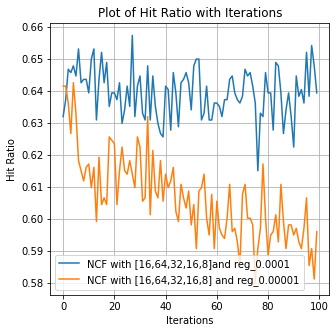 Plot of Hit Ratio with Iterations
0.66
0.65
0.64
0.63
0.62
0.61
0.60
0.59
0.58
Hit Ratio
NCF with [16,64,32,16,8]and reg_0.0001
NCF with [16,64,32,16,8] and reg_0.00001
0 20 40 60 80 100
Iterations